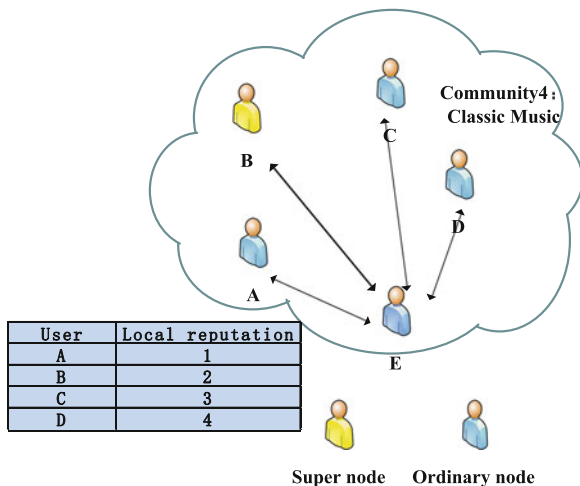 Community4：
Classic Music
C
B
D
A
E
User Local reputation
A 1
B 2
C 3
D 4
Super node Ordinary node